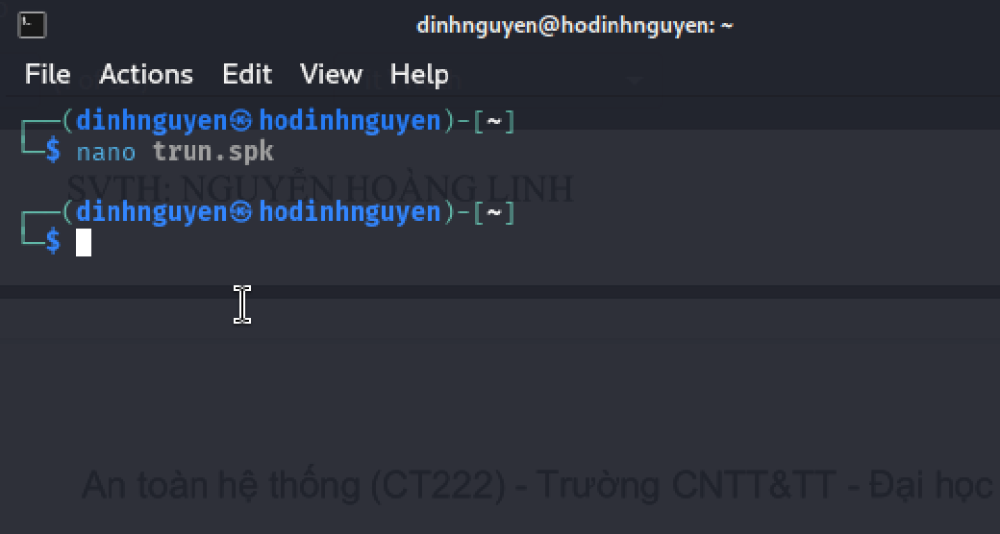 dinhnguyen@hodinhnguyen: ~
File Actions Edit View Help
┌──(dinhnguyen㉿hodinhnguyen)-[~]
└─$ nano trun.spk
SVTH: NGUYỄN HOÀNG LINH
┌──(dinhnguyen㉿hodinhnguyen)-[~]
└─$
An toàn hệ thống (CT222) - Trường CNTT&TT - Đại học